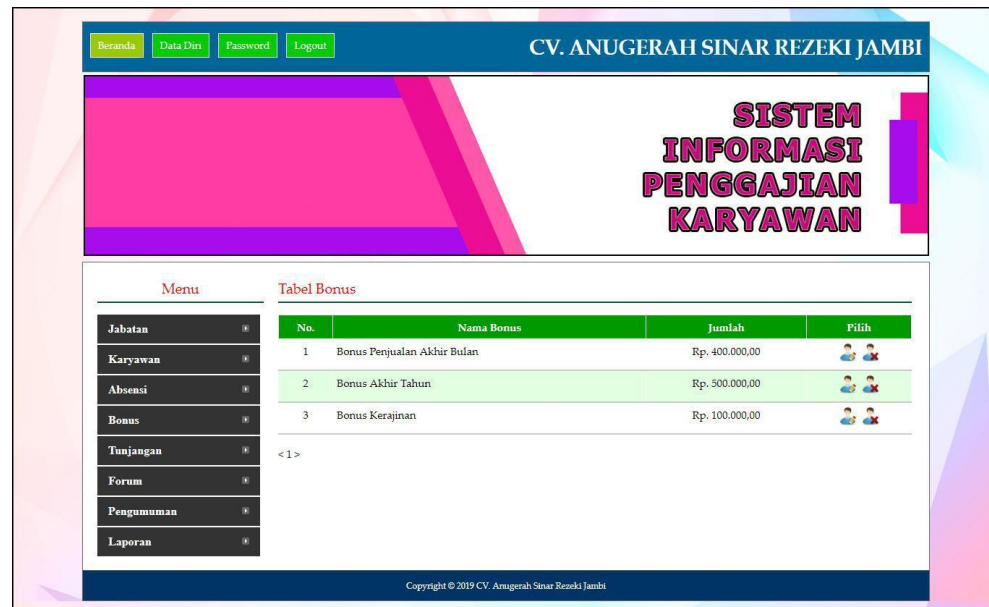 Beranda Data Diri Password Logout
CV. ANUGERAH SINAR REZEKI JAMBI
SISTEM
INFORMASI
PENGGAJIAN
KARYAWAN
Menu
Jabatan
Karyawan
Absensi
Bonus
Tunjangan
Forum
Pengumuman
Laporan
Tabel Bonus
No. Nama Bonus Jumlah Pilih
1 Bonus Penjualan Akhir Bulan Rp. 400.000,00
2 Bonus Akhir Tahun Rp. 500.000,00
3 Bonus Kerajinan Rp. 100.000,00
< 1 >
Copyright © 2019 CV. Anugerah Sinar Rezeki Jambi